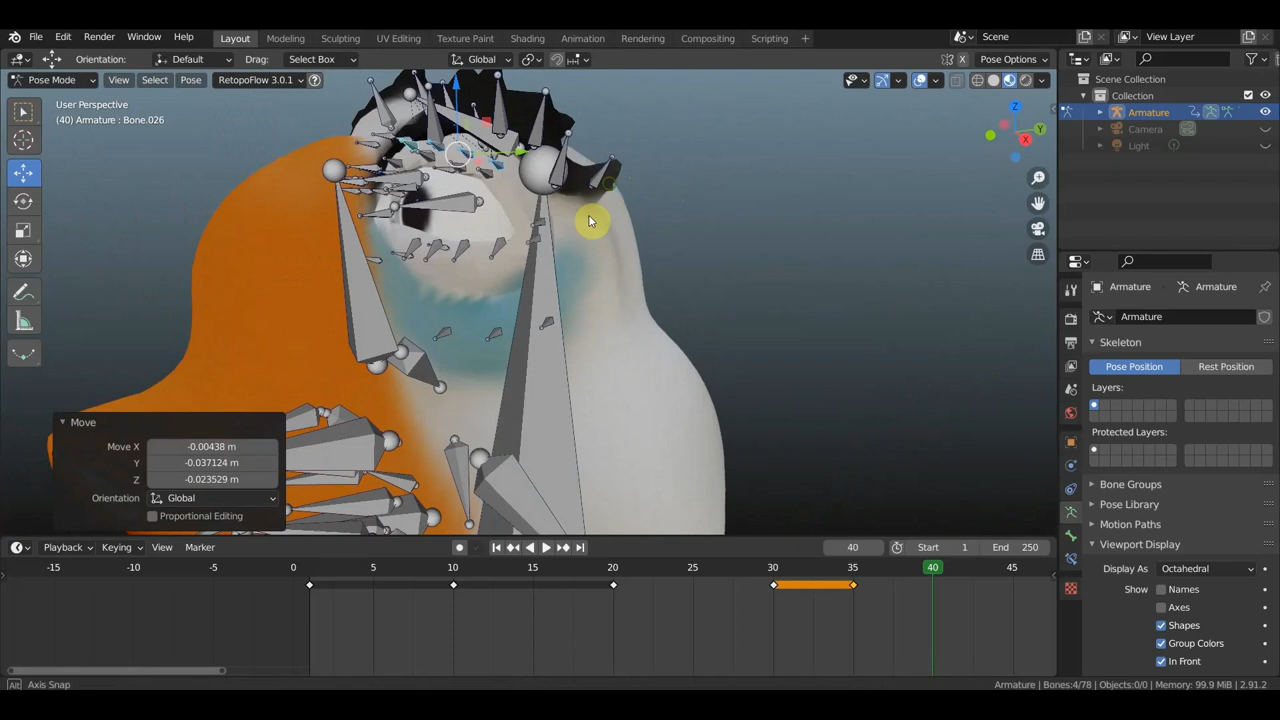 File Edit Render Window Help Layout Modeling Sculpting UV Editing Texture Paint Shading Animation Rendering Compositing Scripting + Scene View Layer
Orientation: Default Drag: Select Box Global Pose Options
Pose Mode View Select Pose RetopoFlow 3.0.1 ?
User Perspective
(40) Armature : Bone.026
Z
Y
X
Scene Collection
Collection
Armature
Camera
Light
Armature Armature
Armature
Skeleton
Pose Position Rest Position
Layers:
Protected Layers:
Bone Groups
Pose Library
Motion Paths
Viewport Display
Display As Octahedral
Show Names
Axes
Shapes
Group Colors
In Front
Move
Move X -0.00438 m
Y -0.037124 m
Z -0.023529 m
Orientation Global
Proportional Editing
Playback Keying View Marker 40 Start 1 End 250
-15 -10 -5 0 5 10 15 20 25 30 35 40 45
Alt Axis Snap Armature | Bones:4/78 | Objects:0/0 | Memory: 99.9 MiB | 2.91.2